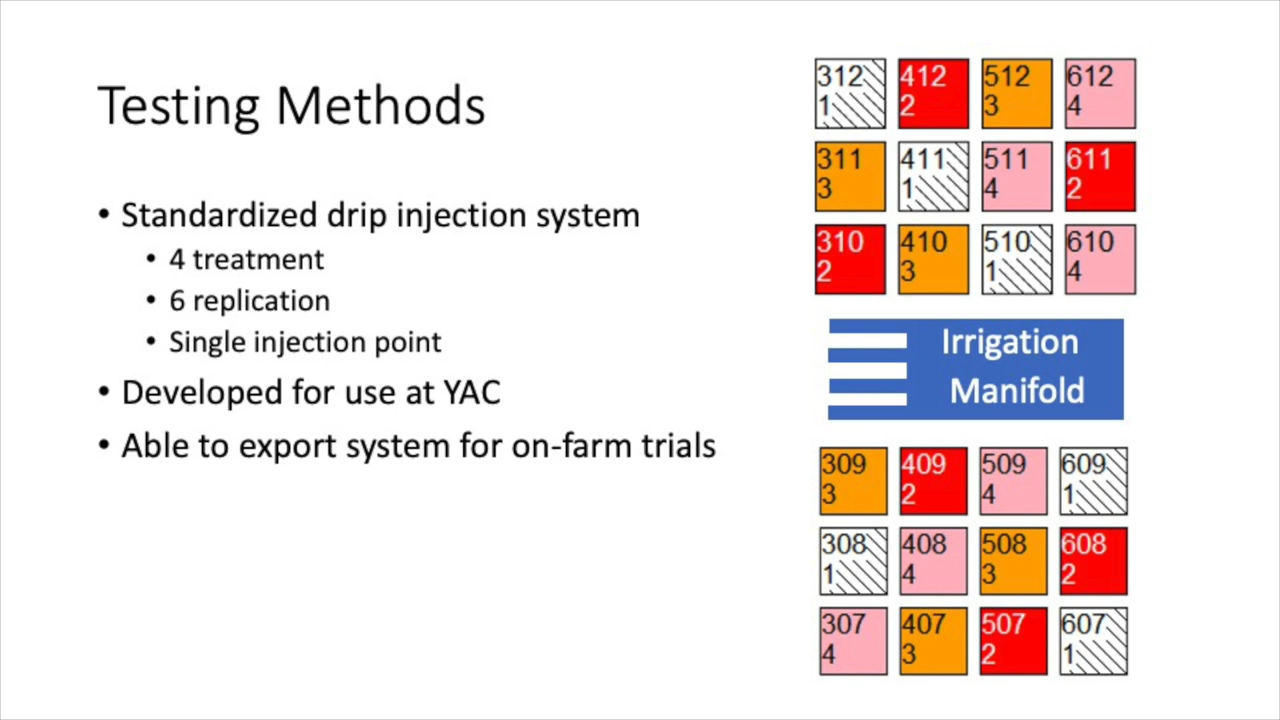 Testing Methods
• Standardized drip injection system
• 4 treatment
• 6 replication
• Single injection point
• Developed for use at YAC
• Able to export system for on-farm trials
312 412 512 612
1 2 3 4
311 411 511 611
3 1 4 2
310 410 510 610
2 3 1 4
Irrigation
Manifold
309 409 509 609
3 2 4 1
308 408 508 608
1 4 3 2
307 407 507 607
4 3 2 1